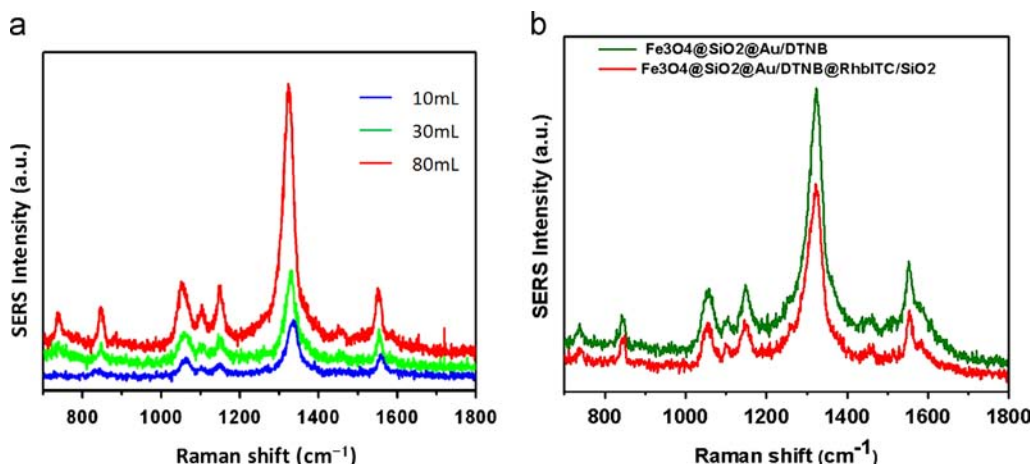 a
SERS Intensity (a.u.)
10mL
30mL
80mL
800 1000 1200 1400 1600 1800
Raman shift (cm⁻¹)
b
SERS Intensity (a.u.)
Fe3O4@SiO2@Au/DTNB
Fe3O4@SiO2@Au/DTNB@RhbITC/SiO2
800 1000 1200 1400 1600 1800
Raman shift (cm⁻¹)